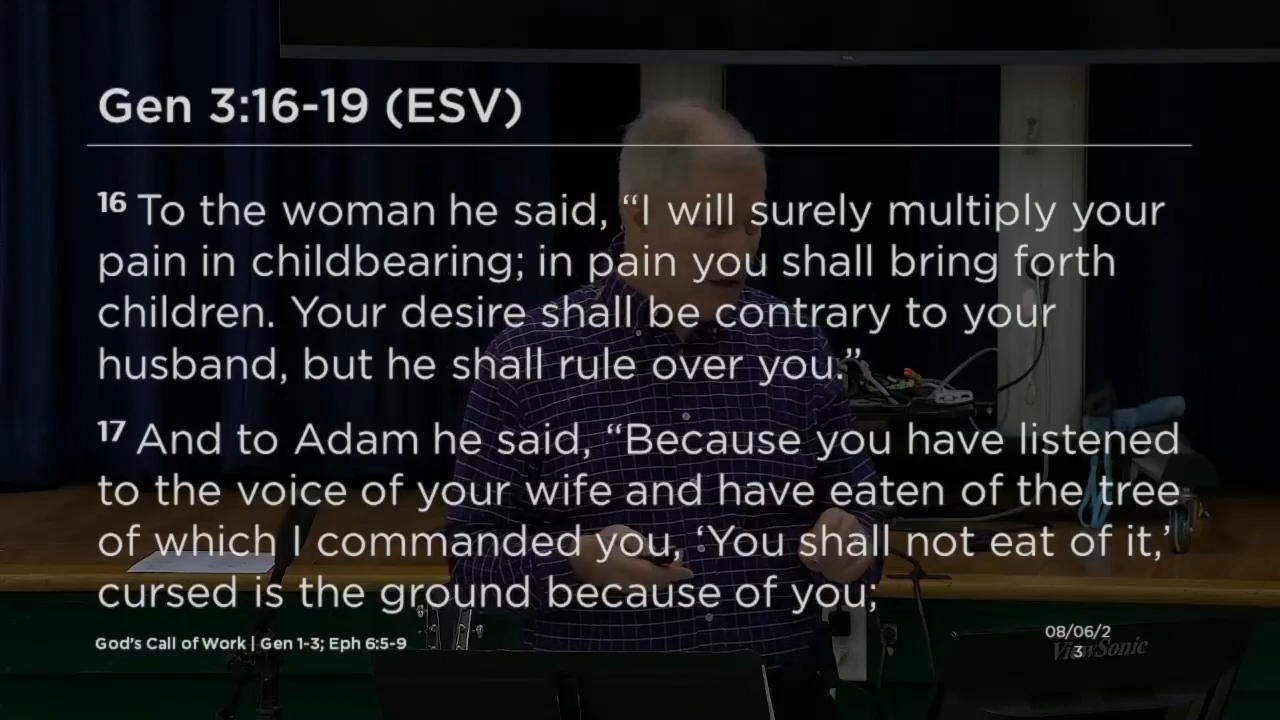 Gen 3:16-19 (ESV)
16 To the woman he said, “I will surely multiply your
pain in childbearing; in pain you shall bring forth
children. Your desire shall be contrary to your
husband, but he shall rule over you.”
17 And to Adam he said, “Because you have listened
to the voice of your wife and have eaten of the tree
of which I commanded you, ‘You shall not eat of it,’
cursed is the ground because of you;
God’s Call of Work | Gen 1-3; Eph 6:5-9
08/06/2
3
ViewSonic